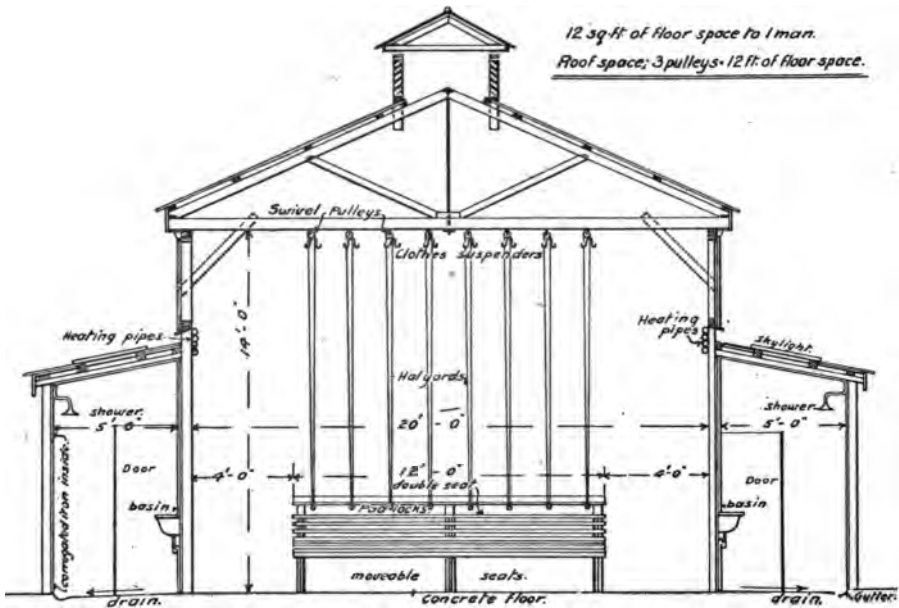 12 sq·ft of floor space to 1 man.
Roof space; 3 pulleys · 12 ft. of floor space.
Swival Pulleys.
Clothes suspenders
Heating pipes
14'-0"
Heating
pipes
Skylight.
Halyards.
shower.
5'-0"
20'-0"
shower
5'-0"
corrugated iron inside.
Door
4'-0"
12'-0"
double seat.
4'-0"
Door
basin
Padlocks.
basin
moveable seats.
drain.
concrete floor.
drain.
Gutter.